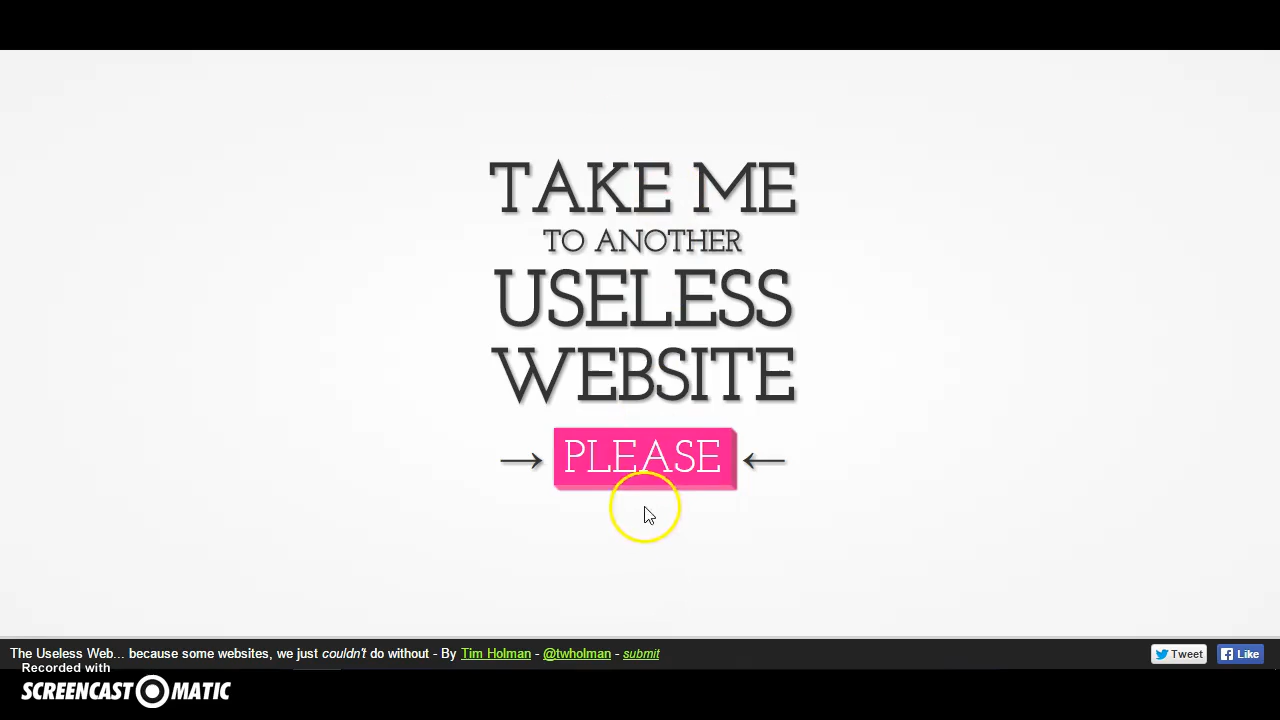 TAKE ME
TO ANOTHER
USELESS
WEBSITE
→ PLEASE ←
The Useless Web... because some websites, we just couldn't do without - By Tim Holman - @twholman - submit
Tweet
Like
Recorded with
SCREENCAST MATIC